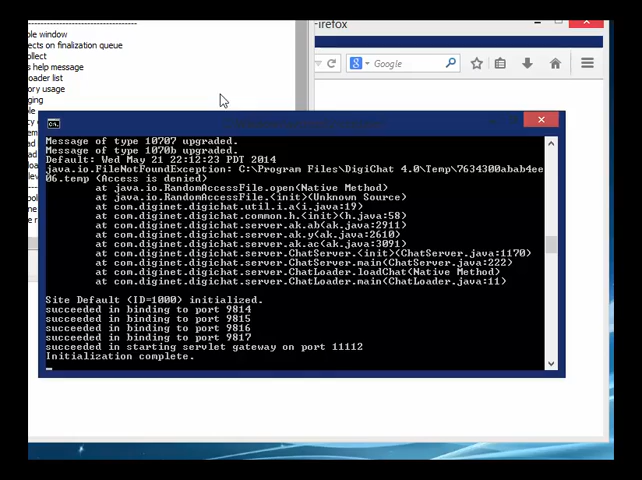 ole window
ects on finalization queue
ollect
s help message
oader list
ory usage
ging
ble
Firefox
Google
Message of type 10707 upgraded.
Message of type 1070b upgraded.
Default: Wed May 21 22:12:23 PDT 2014
java.io.FileNotFoundException: C:\Program Files\DigiChat 4.0\Temp\7634300abab4ee
06.temp (Access is denied)
at java.io.RandomAccessFile.open(Native Method)
at java.io.RandomAccessFile.<init>(Unknown Source)
at com.diginet.digichat.util.i.a(i.java:19)
at com.diginet.digichat.common.h.<init>(h.java:58)
at com.diginet.digichat.server.ak.ab(ak.java:2911)
at com.diginet.digichat.server.ak.y(ak.java:2610)
at com.diginet.digichat.server.ak.ac(ak.java:3091)
at com.diginet.digichat.server.ChatServer.<init>(ChatServer.java:1170)
at com.diginet.digichat.server.ChatServer.main(ChatServer.java:222)
at com.diginet.digichat.server.ChatLoader.loadChat(Native Method)
at com.diginet.digichat.server.ChatLoader.main(ChatLoader.java:11)
Site Default (ID=1000) initialized.
succeeded in binding to port 9814
succeeded in binding to port 9815
succeeded in binding to port 9816
succeeded in binding to port 9817
succeeded in starting servlet gateway on port 11112
Initialization complete.